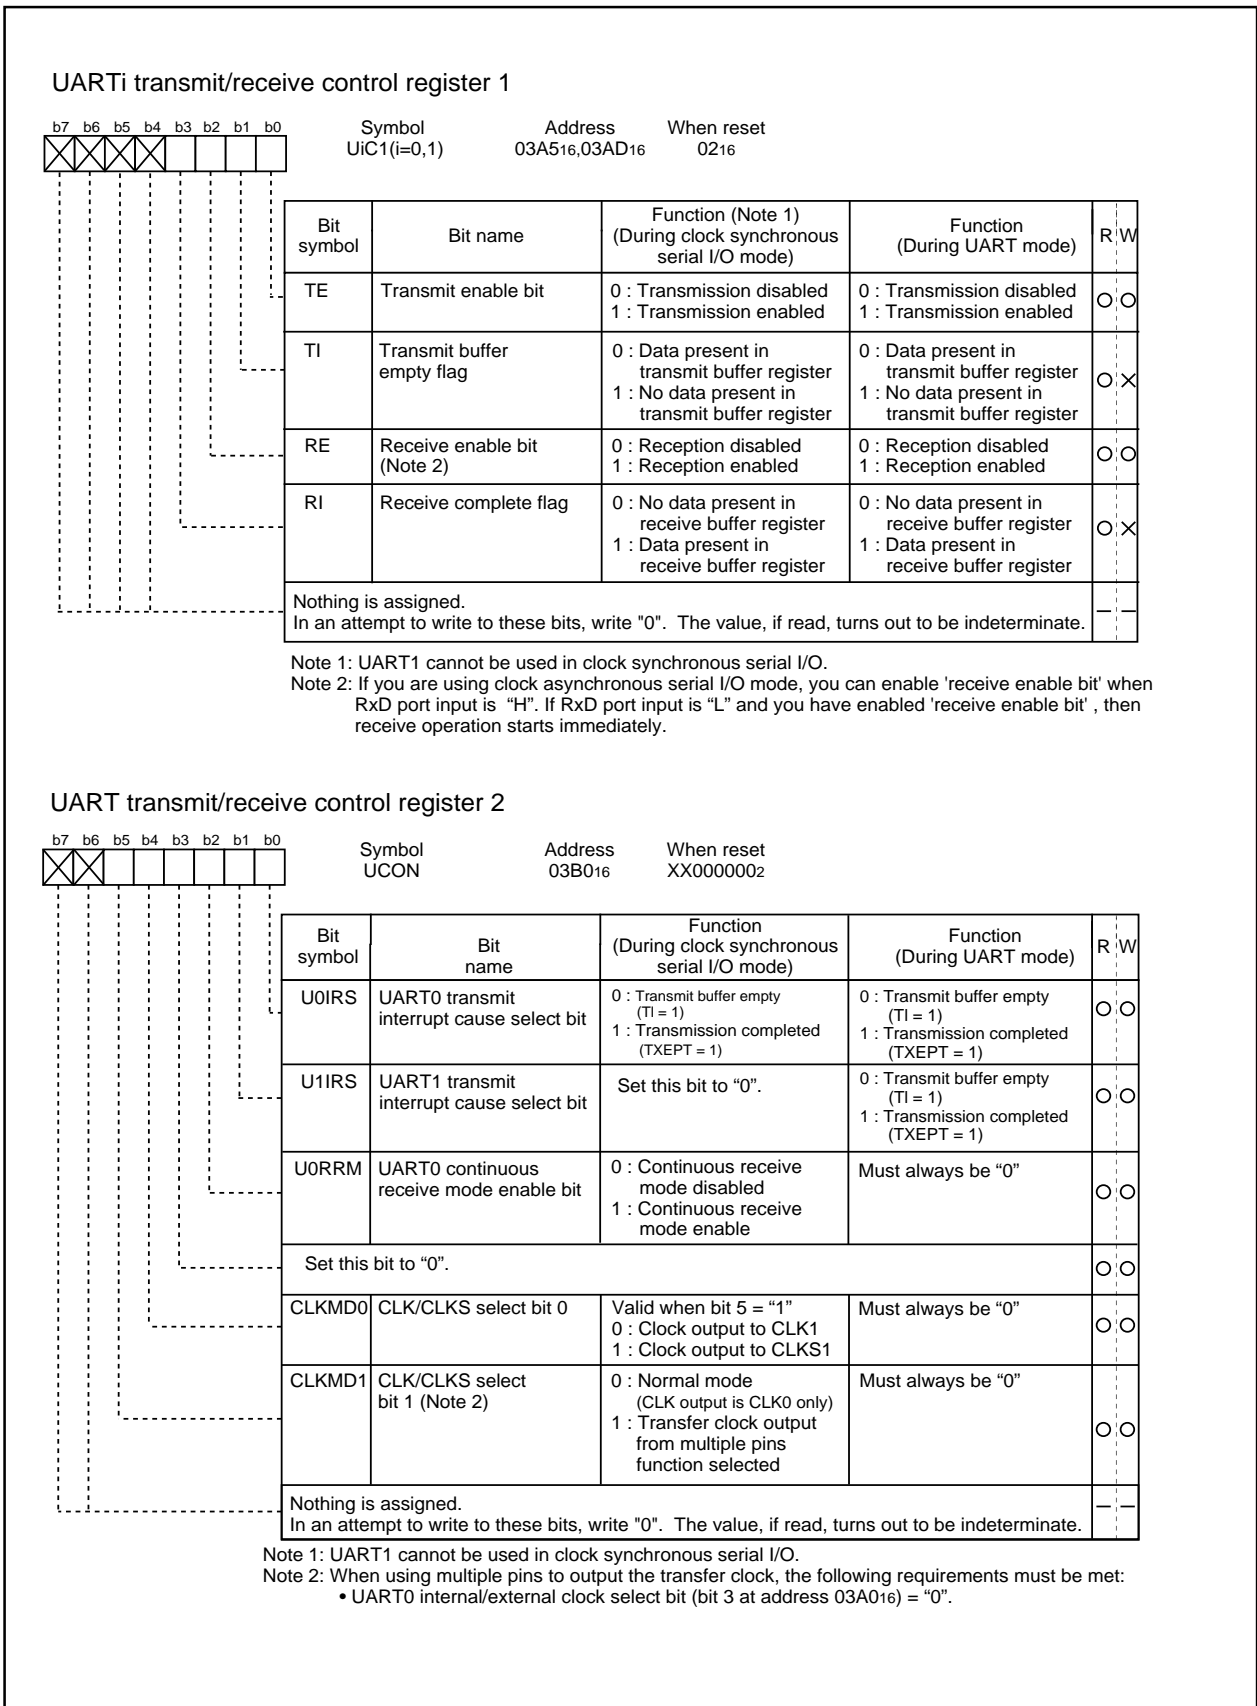 UARTi transmit/receive control register 1
b7 b6 b5 b4 b3 b2 b1 b0
Symbol Address When reset
UiC1(i=0,1) 03A516,03AD16 0216
Bit symbol Bit name Function (Note 1) (During clock synchronous serial I/O mode) Function (During UART mode) R W
TE Transmit enable bit 0 : Transmission disabled 0 : Transmission disabled
1 : Transmission enabled 1 : Transmission enabled
TI Transmit buffer 0 : Data present in 0 : Data present in
empty flag transmit buffer register transmit buffer register
1 : No data present in 1 : No data present in
transmit buffer register transmit buffer register
RE Receive enable bit 0 : Reception disabled 0 : Reception disabled
(Note 2) 1 : Reception enabled 1 : Reception enabled
RI Receive complete flag 0 : No data present in 0 : No data present in
receive buffer register receive buffer register
1 : Data present in 1 : Data present in
receive buffer register receive buffer register
Nothing is assigned.
In an attempt to write to these bits, write "0". The value, if read, turns out to be indeterminate.
Note 1: UART1 cannot be used in clock synchronous serial I/O.
Note 2: If you are using clock asynchronous serial I/O mode, you can enable 'receive enable bit' when
RxD port input is “H”. If RxD port input is “L” and you have enabled 'receive enable bit' , then
receive operation starts immediately.
UART transmit/receive control register 2
b7 b6 b5 b4 b3 b2 b1 b0
Symbol Address When reset
UCON 03B016 XX0000002
Bit symbol Bit name Function (During clock synchronous serial I/O mode) Function (During UART mode) R W
U0IRS UART0 transmit 0 : Transmit buffer empty 0 : Transmit buffer empty
interrupt cause select bit (TI = 1) (TI = 1)
1 : Transmission completed 1 : Transmission completed
(TXEPT = 1) (TXEPT = 1)
U1IRS UART1 transmit Set this bit to “0”. 0 : Transmit buffer empty
interrupt cause select bit (TI = 1)
1 : Transmission completed
(TXEPT = 1)
U0RRM UART0 continuous 0 : Continuous receive Must always be “0”
receive mode enable bit mode disabled
1 : Continuous receive
mode enable
Set this bit to “0”.
CLKMD0 CLK/CLKS select bit 0 Valid when bit 5 = “1” Must always be “0”
0 : Clock output to CLK1
1 : Clock output to CLKS1
CLKMD1 CLK/CLKS select 0 : Normal mode Must always be “0”
bit 1 (Note 2) (CLK output is CLK0 only)
1 : Transfer clock output
from multiple pins
function selected
Nothing is assigned.
In an attempt to write to these bits, write "0". The value, if read, turns out to be indeterminate.
Note 1: UART1 cannot be used in clock synchronous serial I/O.
Note 2: When using multiple pins to output the transfer clock, the following requirements must be met:
• UART0 internal/external clock select bit (bit 3 at address 03A016) = “0”.